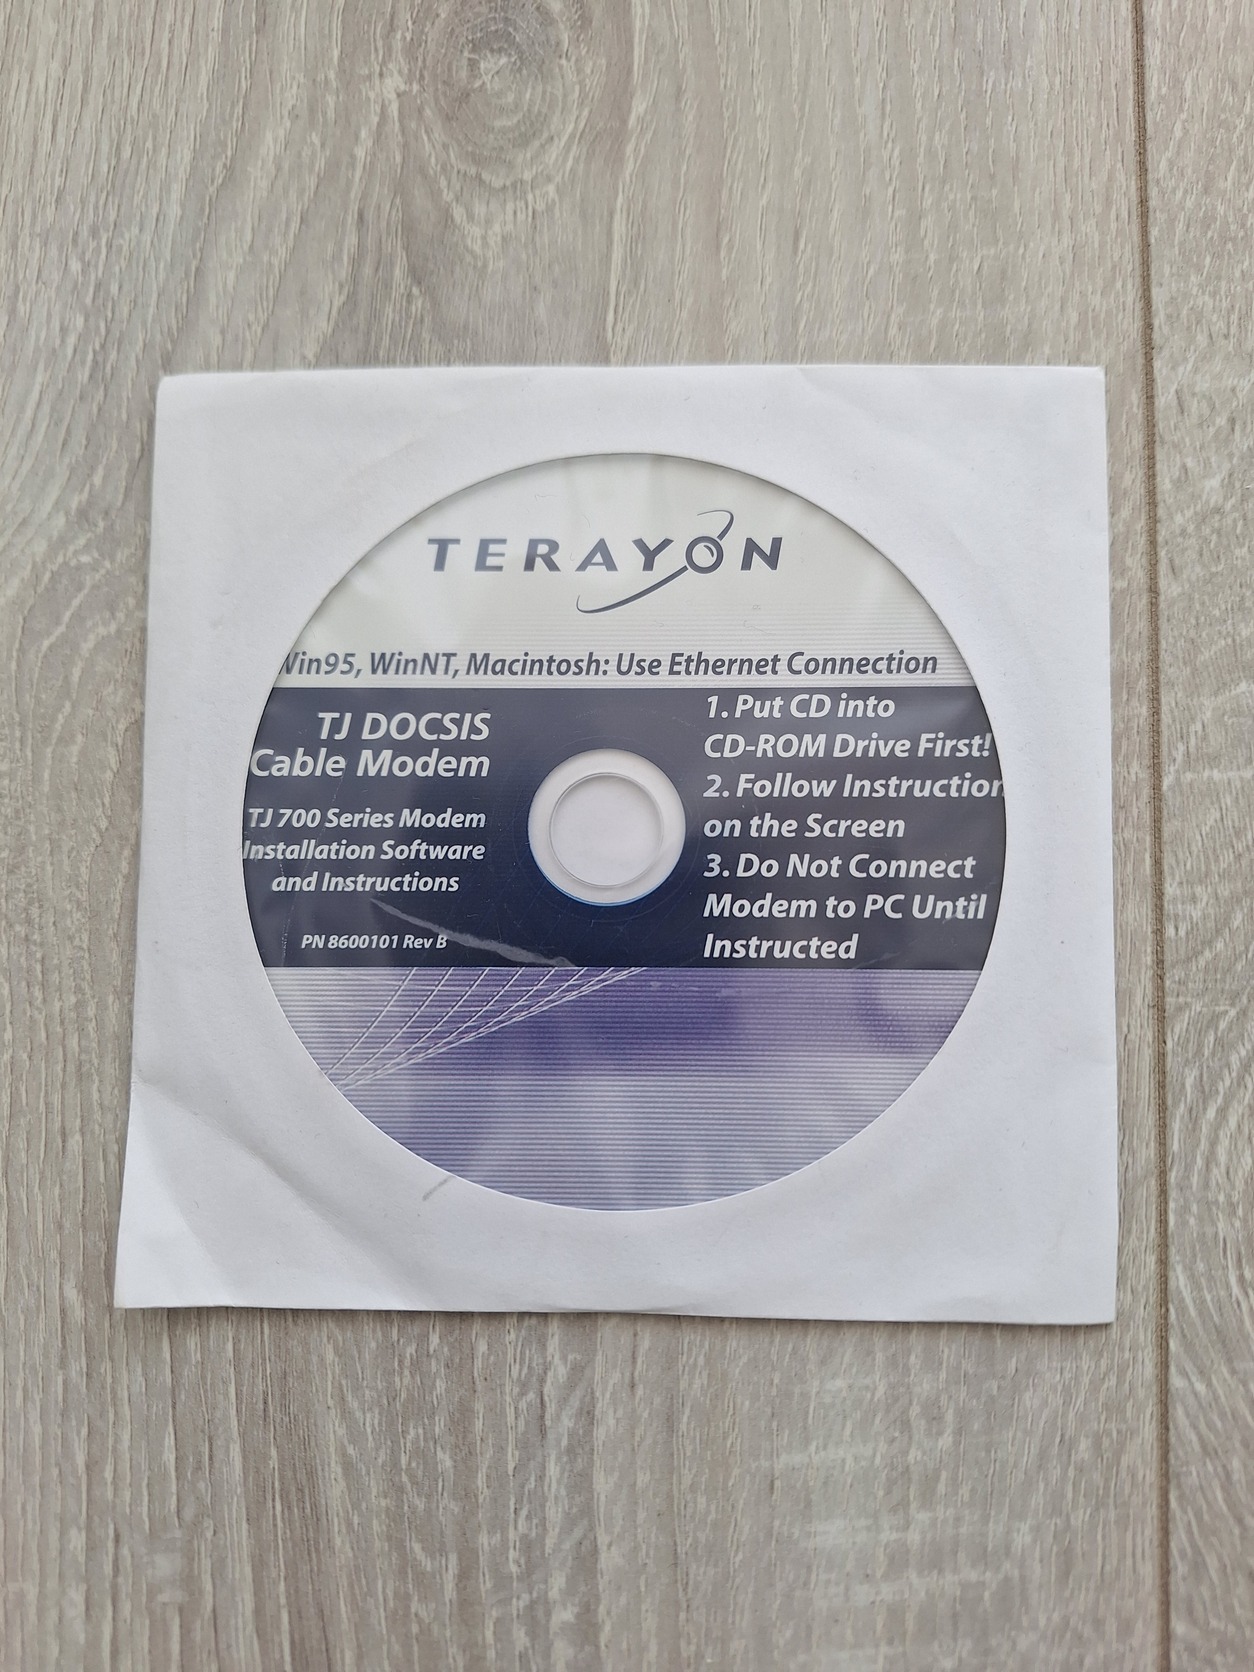 TERAYON
Win95, WinNT, Macintosh: Use Ethernet Connection
TJ DOCSIS
Cable Modem
TJ 700 Series Modem
Installation Software
and Instructions
PN 8600101 Rev B
1. Put CD into
CD-ROM Drive First!
2. Follow Instruction
on the Screen
3. Do Not Connect
Modem to PC Until
Instructed